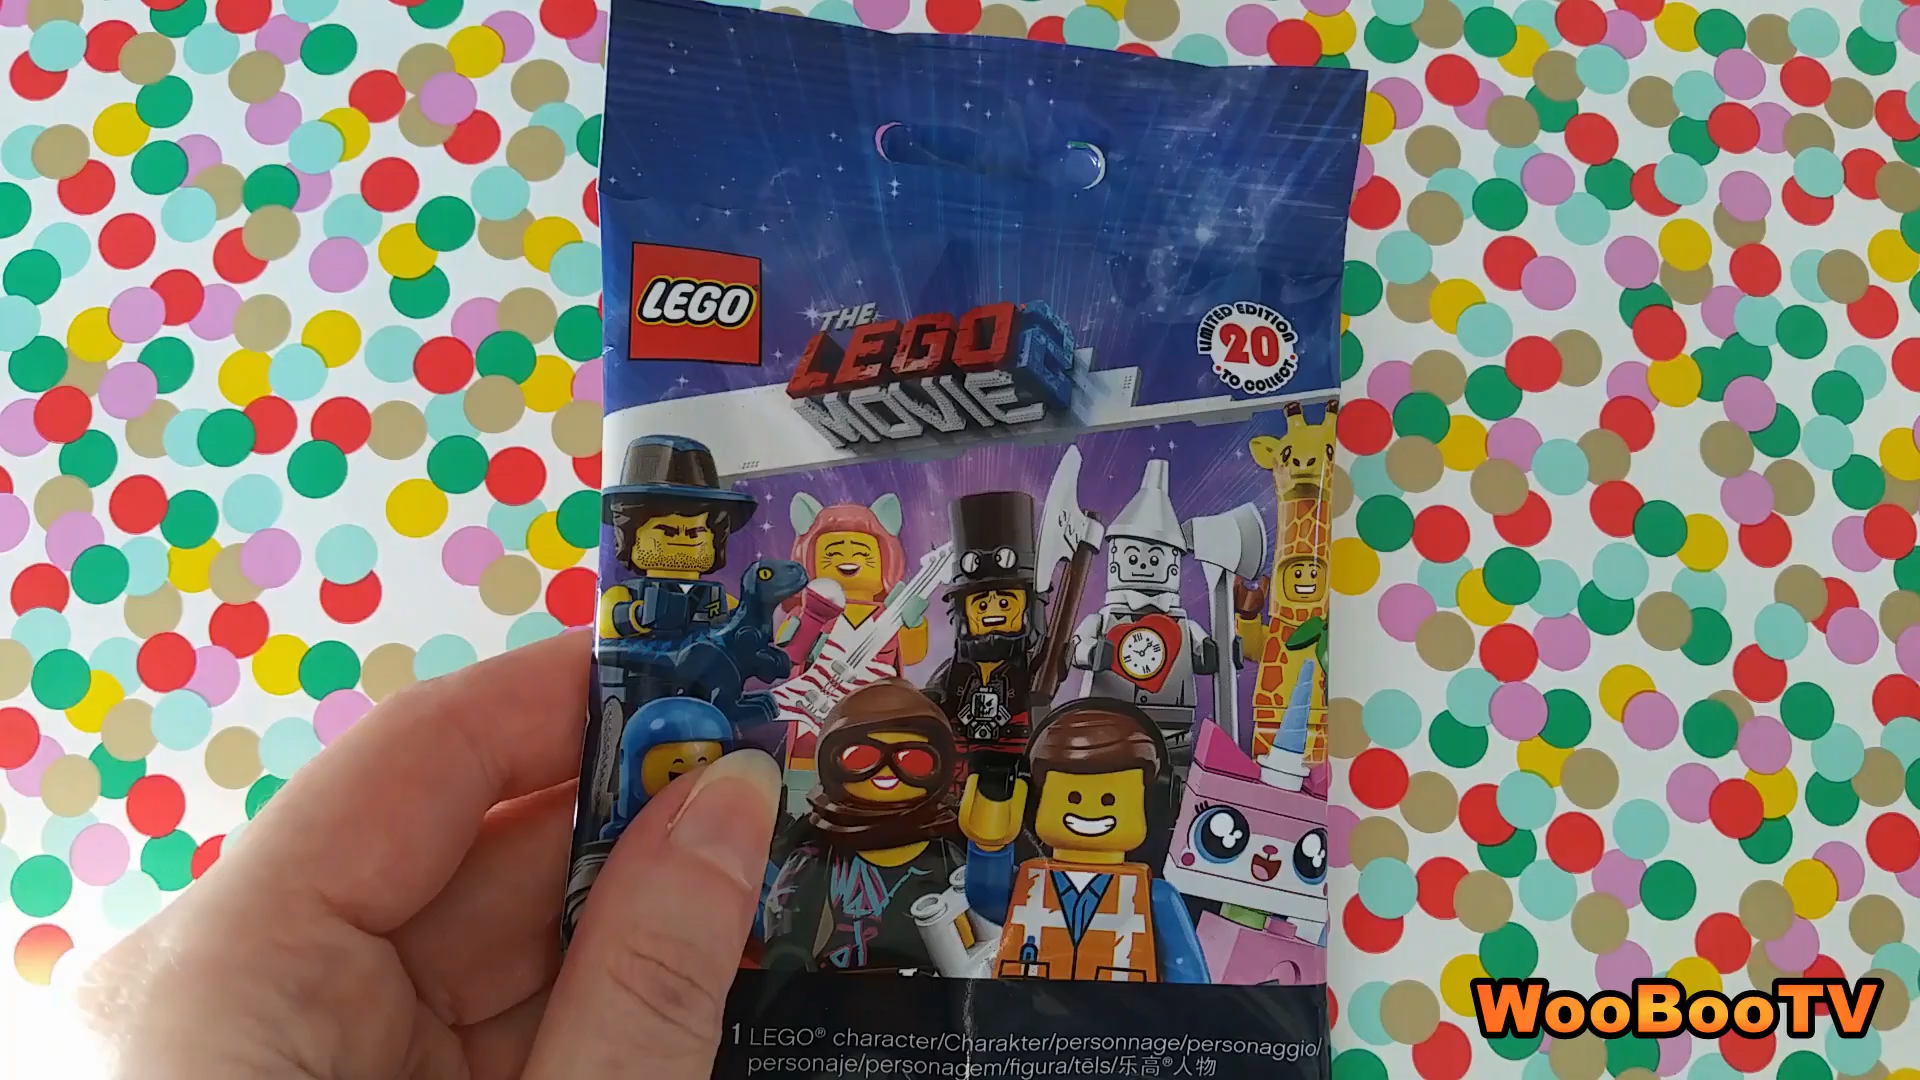 LEGO
THE
LEGO
MOVIE 2
LIMITED EDITION
20
TO COLLECT
1 LEGO® character/Charakter/personnage/personaggio/
personaje/personagem/figura/tēls/乐高®人物
WooBooTV